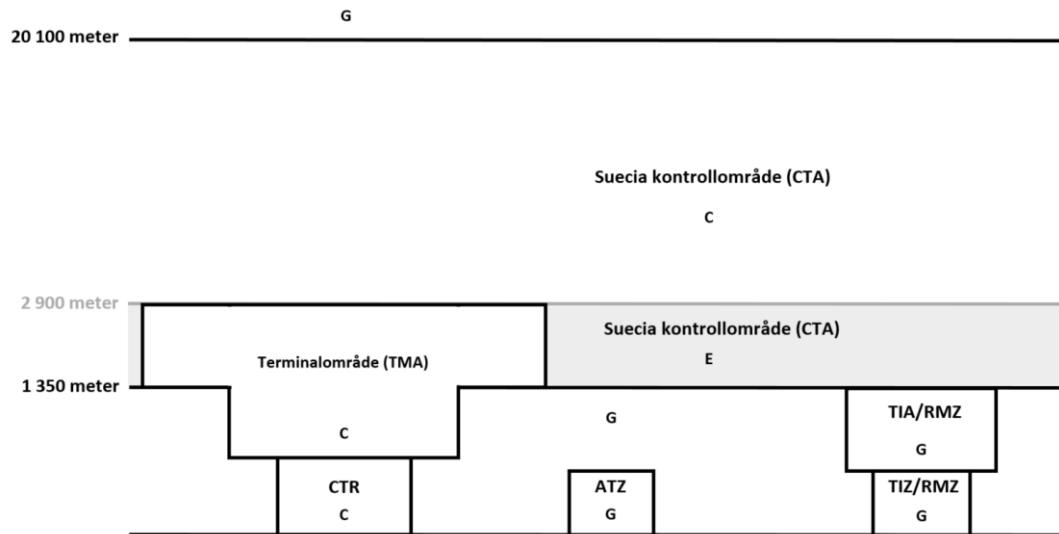 G
20 100 meter
Suecia kontrollområde (CTA)
C
2 900 meter
Suecia kontrollområde (CTA)
E
Terminalområde (TMA)
1 350 meter
C
G
TIA/RMZ
G
CTR
C
ATZ
G
TIZ/RMZ
G